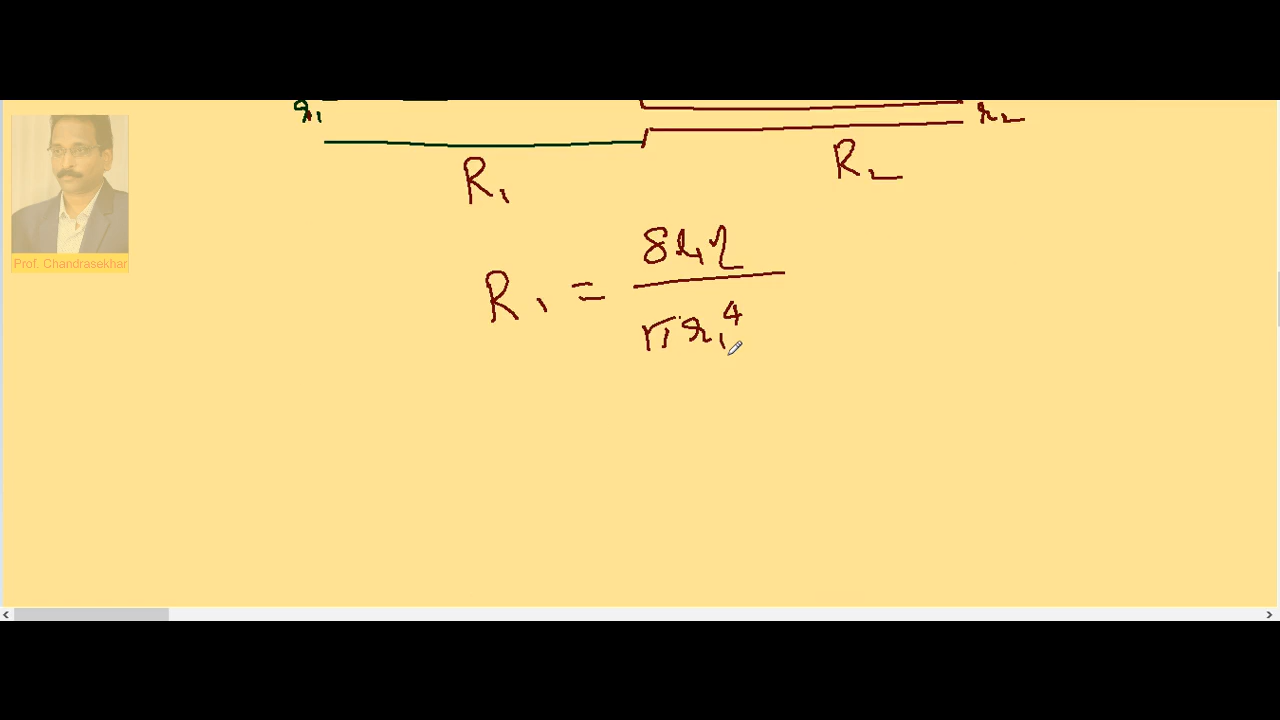 r₁ r₂
R₁ R₂
Prof. Chandrasekhar
R₁ = 8l₁η / πr₁⁴